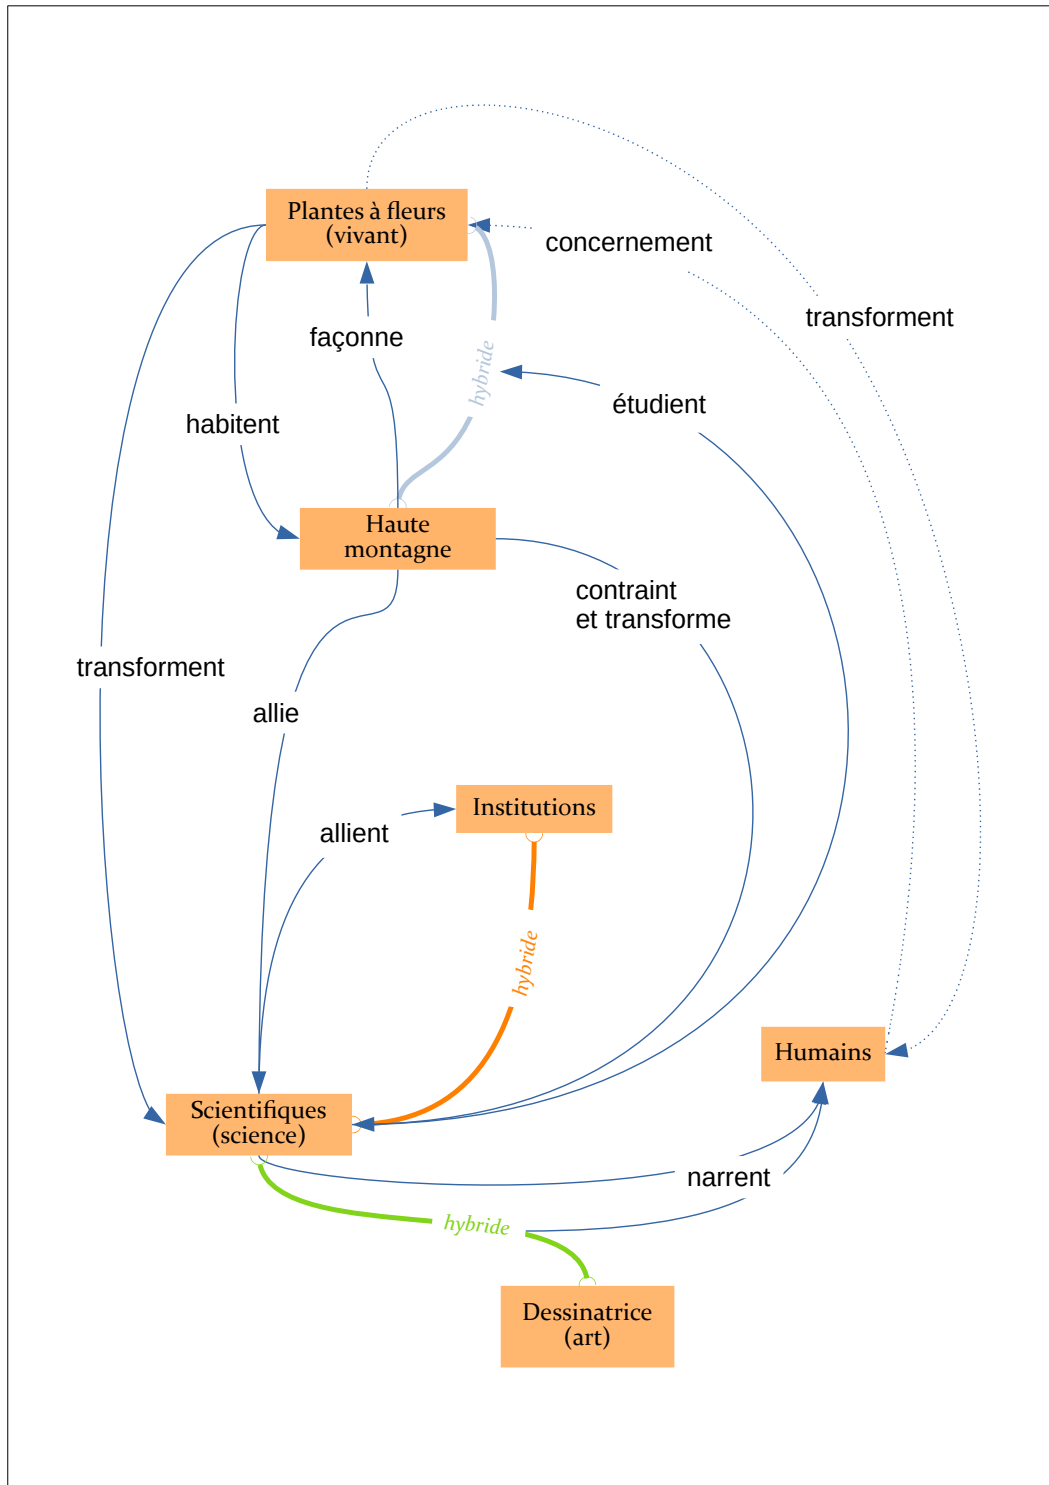 Plantes à fleurs
(vivant)
concernement
transforment
façonne
hybride
étudient
habitent
Haute
montagne
contraint
et transforme
transforment
allie
Institutions
allient
hybride
Humains
Scientifiques
(science)
narrent
hybride
Dessinatrice
(art)